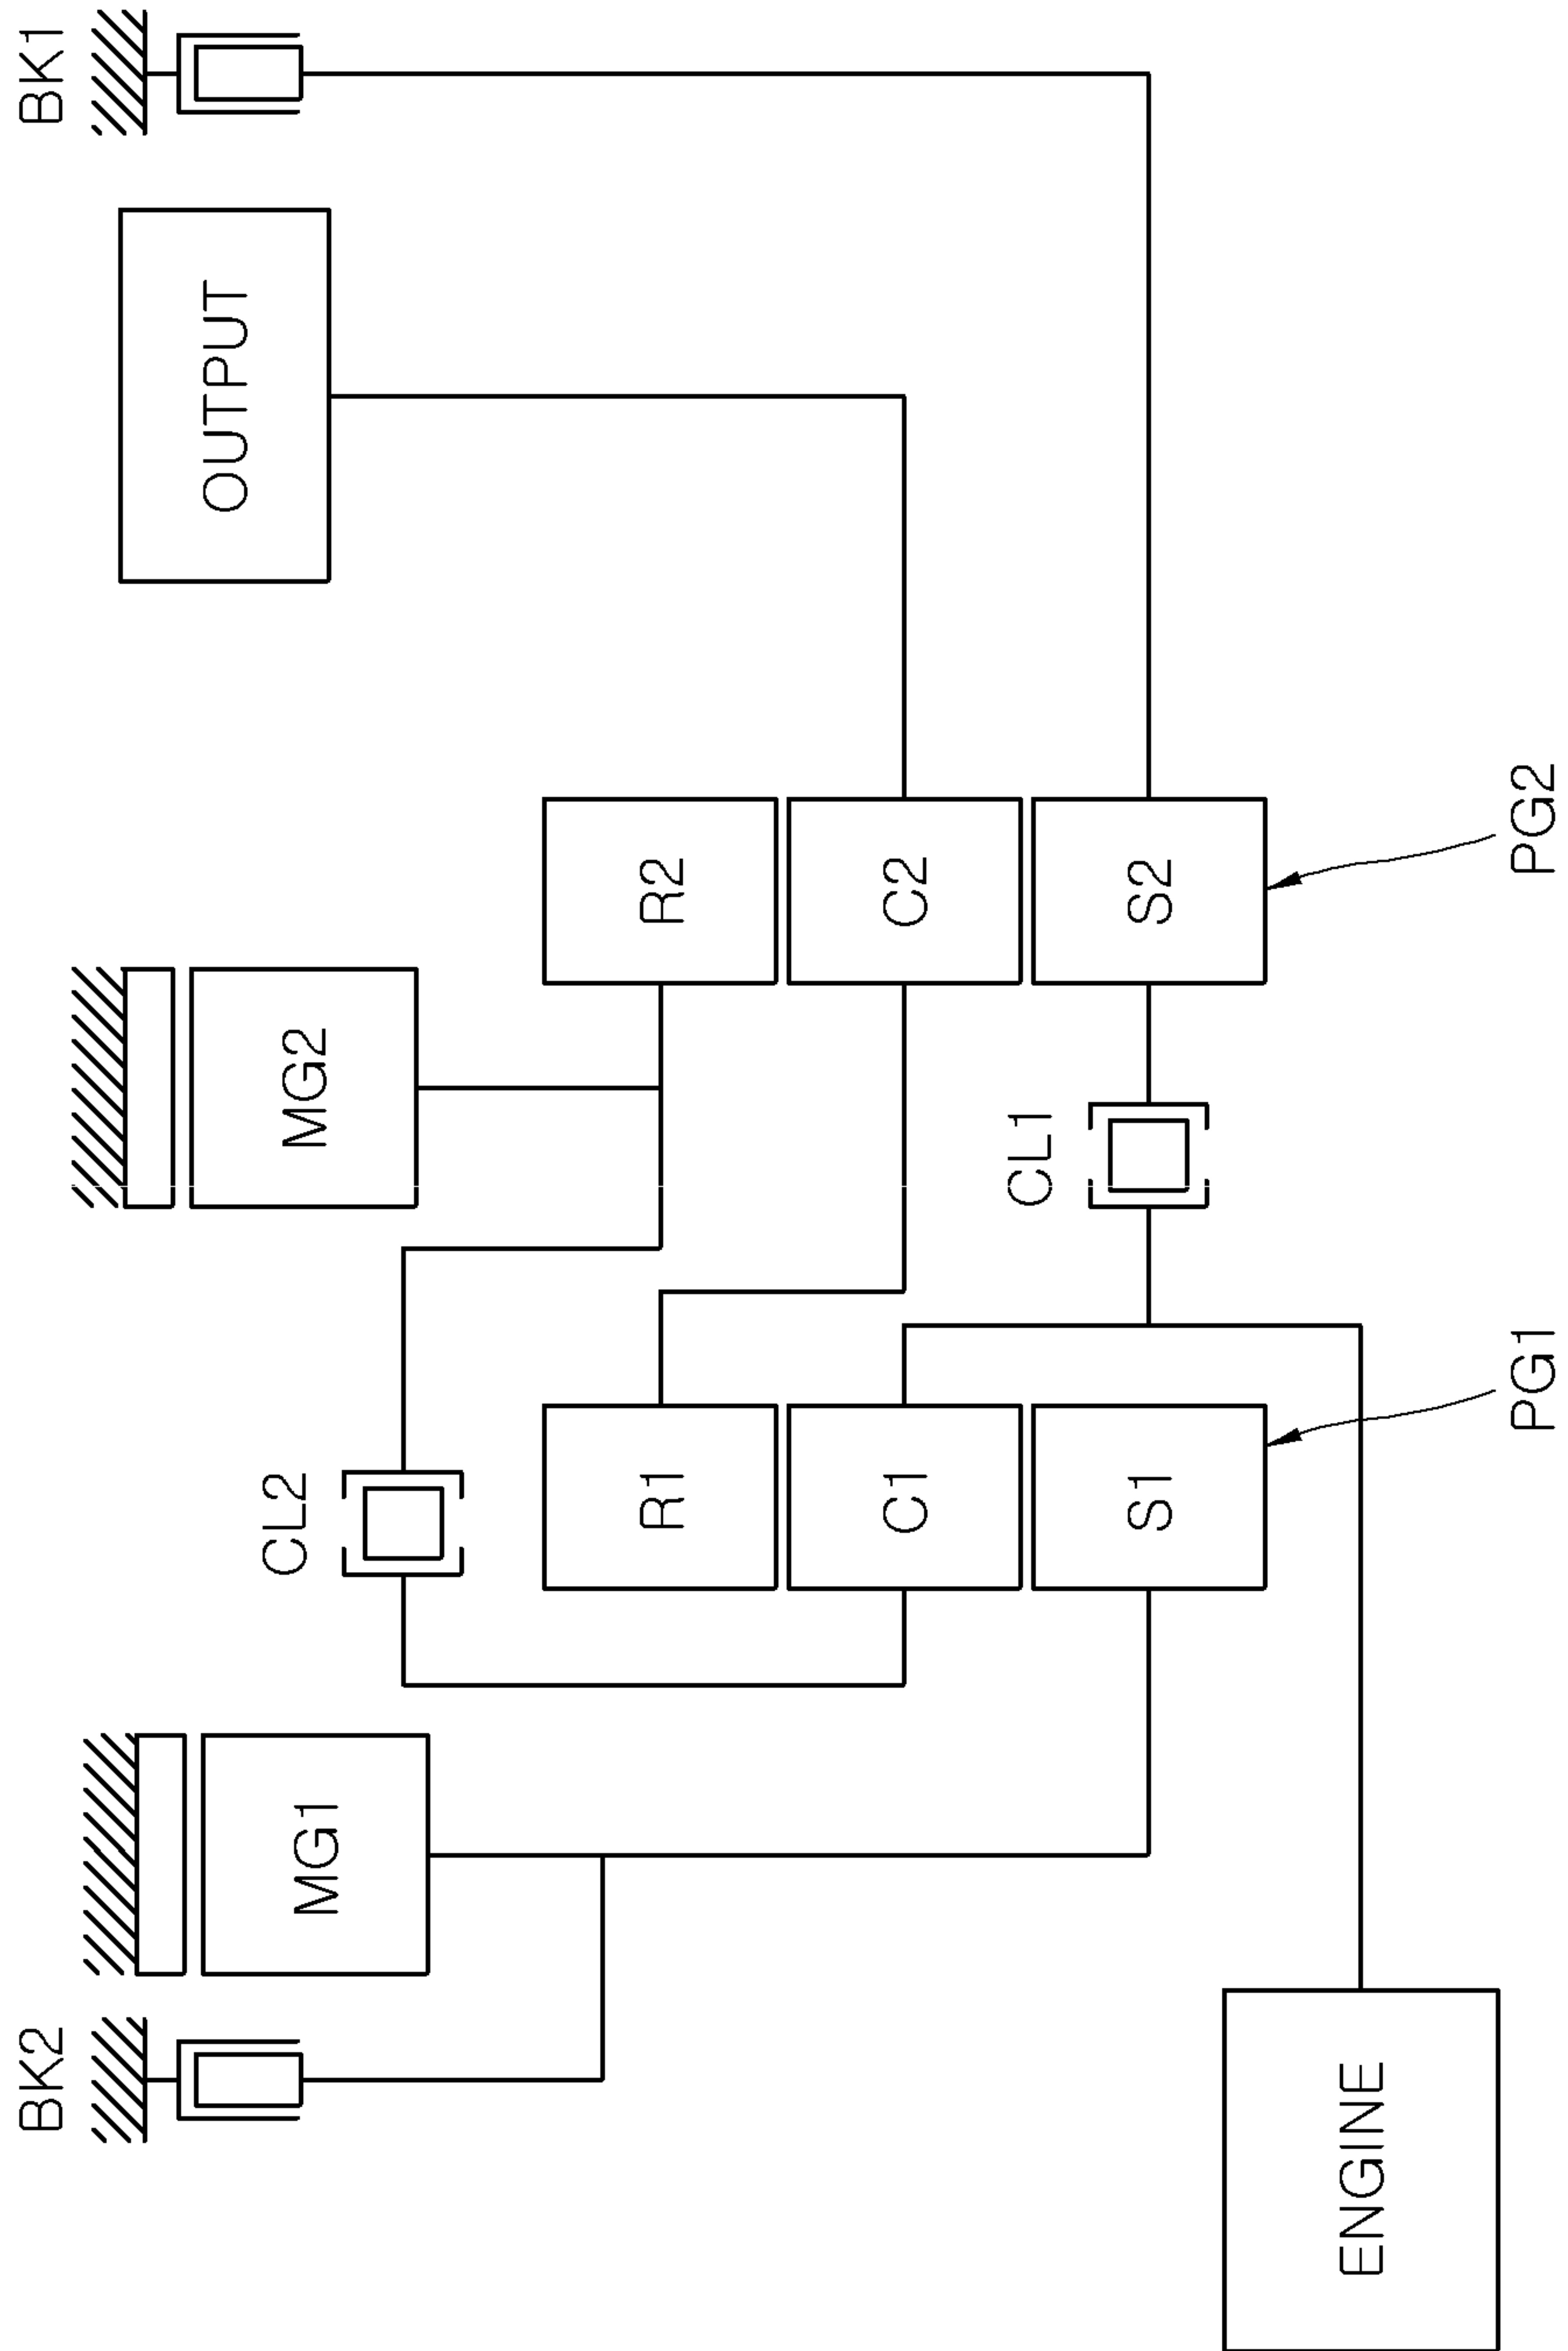 BK2
BK1
MG1
MG2
OUTPUT
CL2
R1
R2
C1
C2
CL1
S1
S2
ENGINE
PG1
PG2